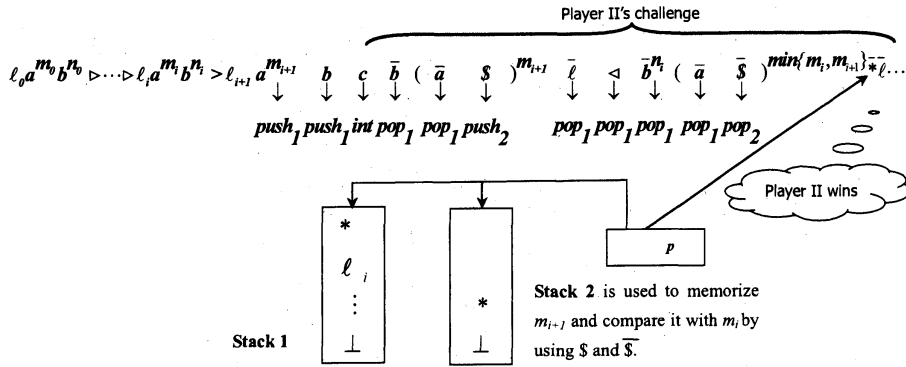 Player II's challenge
ℓ₀a^m₀b^n₀ ▷⋯▷ ℓᵢa^mᵢb^nᵢ > ℓᵢ₊₁ a^mᵢ₊₁ b c b̄ ( ā $ )^mᵢ₊₁ ℓ̄ ◁ b̄^nᵢ ( ā $̄ )^min{mᵢ,mᵢ₊₁} *̄ ℓ̄ ⋯
↓ ↓ ↓ ↓ ↓ ↓ ↓ ↓ ↓ ↓ ↓
push₁ push₁ int pop₁ pop₁ push₂ pop₁ pop₁ pop₁ pop₁ pop₂
Player II wins
* 
ℓ ᵢ
⋮
⊥
*
⊥
p
Stack 1
Stack 2 is used to memorize
mᵢ₊₁ and compare it with mᵢ by
using $ and $̄.